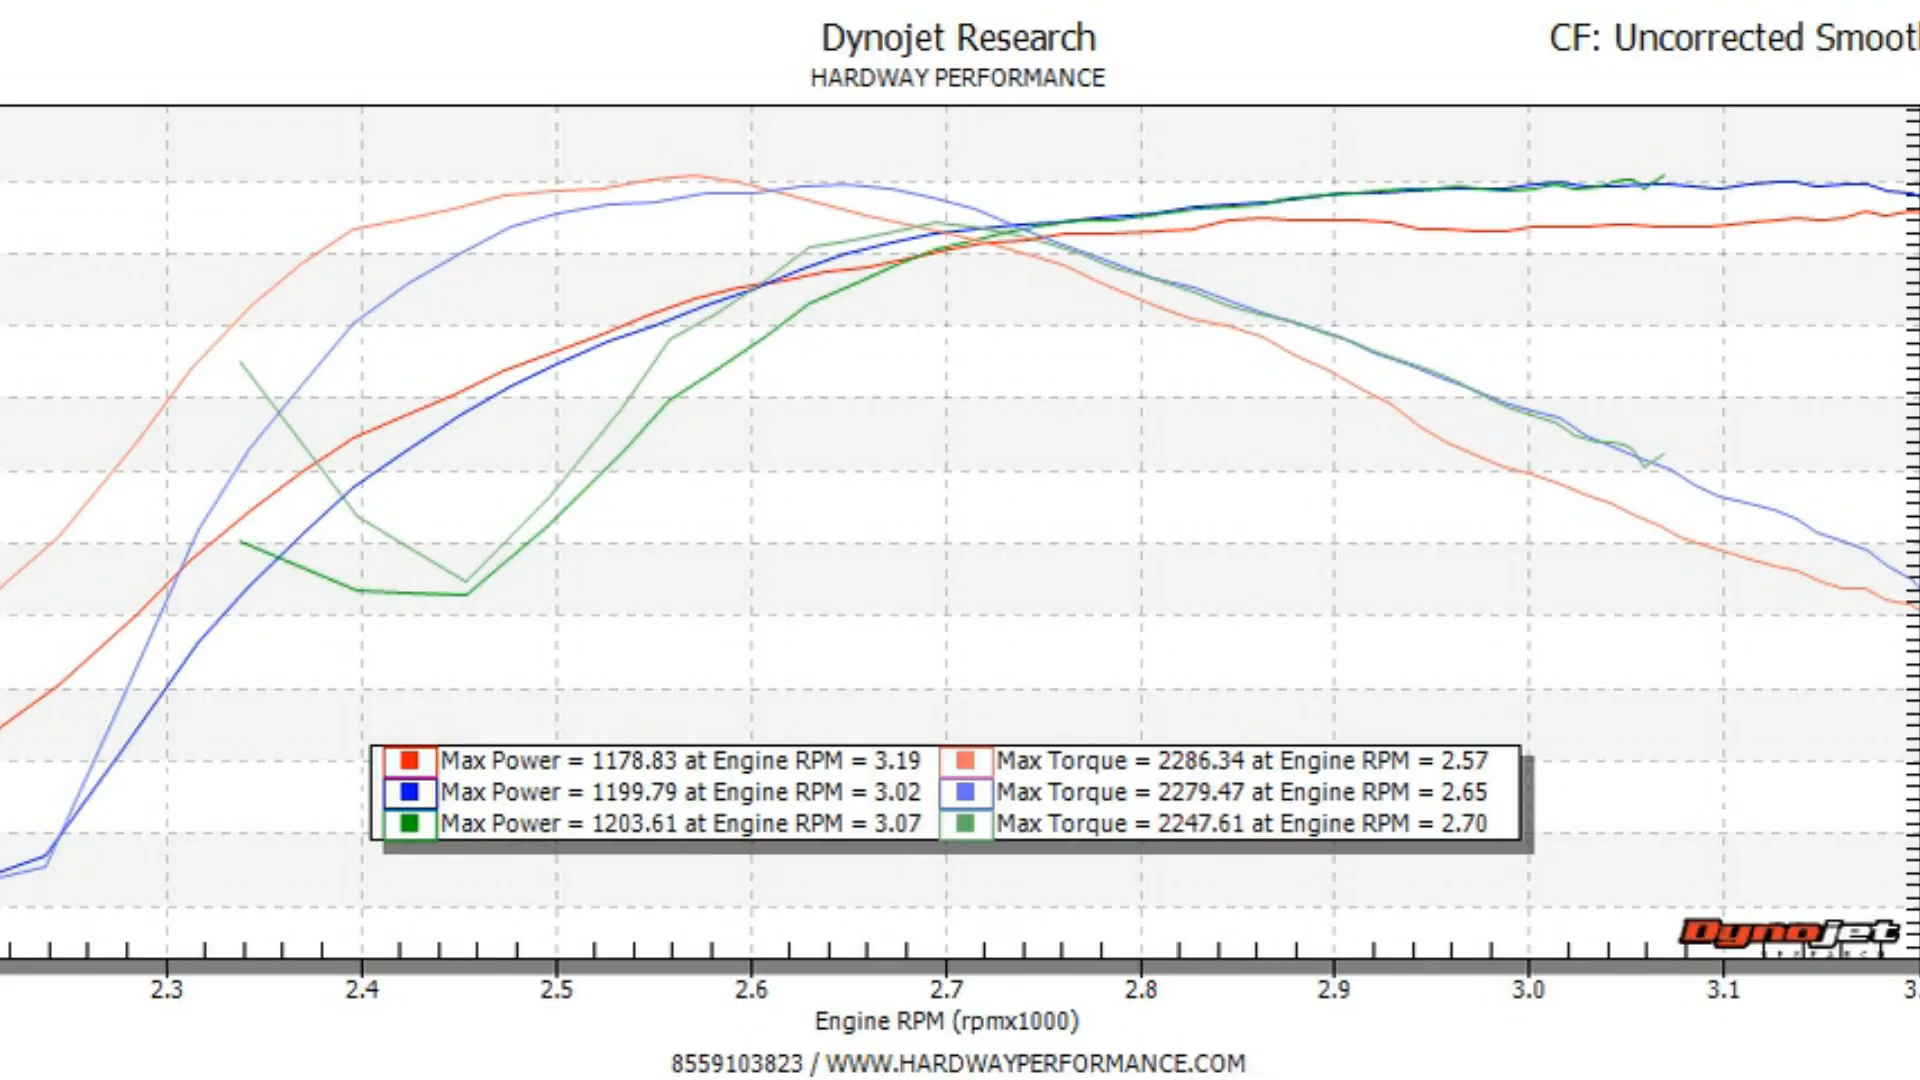 Dynojet Research
CF: Uncorrected
HARDWAY PERFORMANCE
Max Power = 1178.83 at Engine RPM = 3.19 Max Torque = 2286.34 at Engine RPM = 2.57
Max Power = 1199.79 at Engine RPM = 3.02 Max Torque = 2279.47 at Engine RPM = 2.65
Max Power = 1203.61 at Engine RPM = 3.07 Max Torque = 2247.61 at Engine RPM = 2.70
Dynojet
2.3 2.4 2.5 2.6 2.7 2.8 2.9 3.0 3.1
Engine RPM (rpmx1000)
8559103823 / WWW.HARDWAYPERFORMANCE.COM